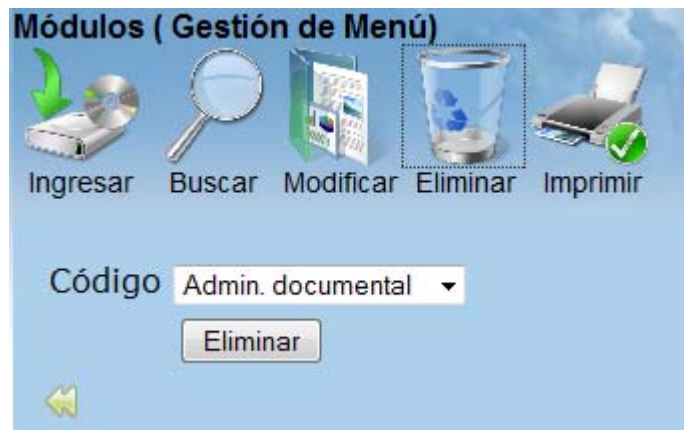 Módulos ( Gestión de Menú)
Ingresar Buscar Modificar Eliminar Imprimir
Código Admin. documental
Eliminar